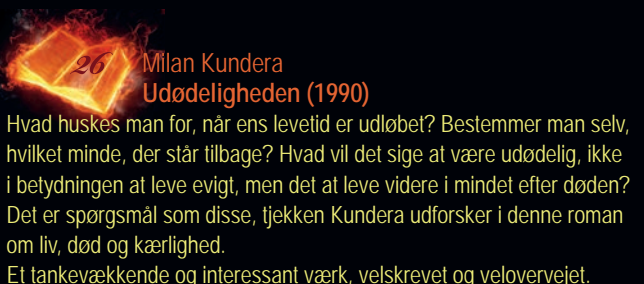 26 Milan Kundera
Udødeligheden (1990)
Hvad huskes man for, når ens levetid er udløbet? Bestemmer man selv,
hvilket minde, der står tilbage? Hvad vil det sige at være udødelig, ikke
i betydningen at leve evigt, men det at leve videre i mindet efter døden?
Det er spørgsmål som disse, tjekken Kundera udforsker i denne roman
om liv, død og kærlighed.
Et tankevækkende og interessant værk, velskrevet og velovervejet.